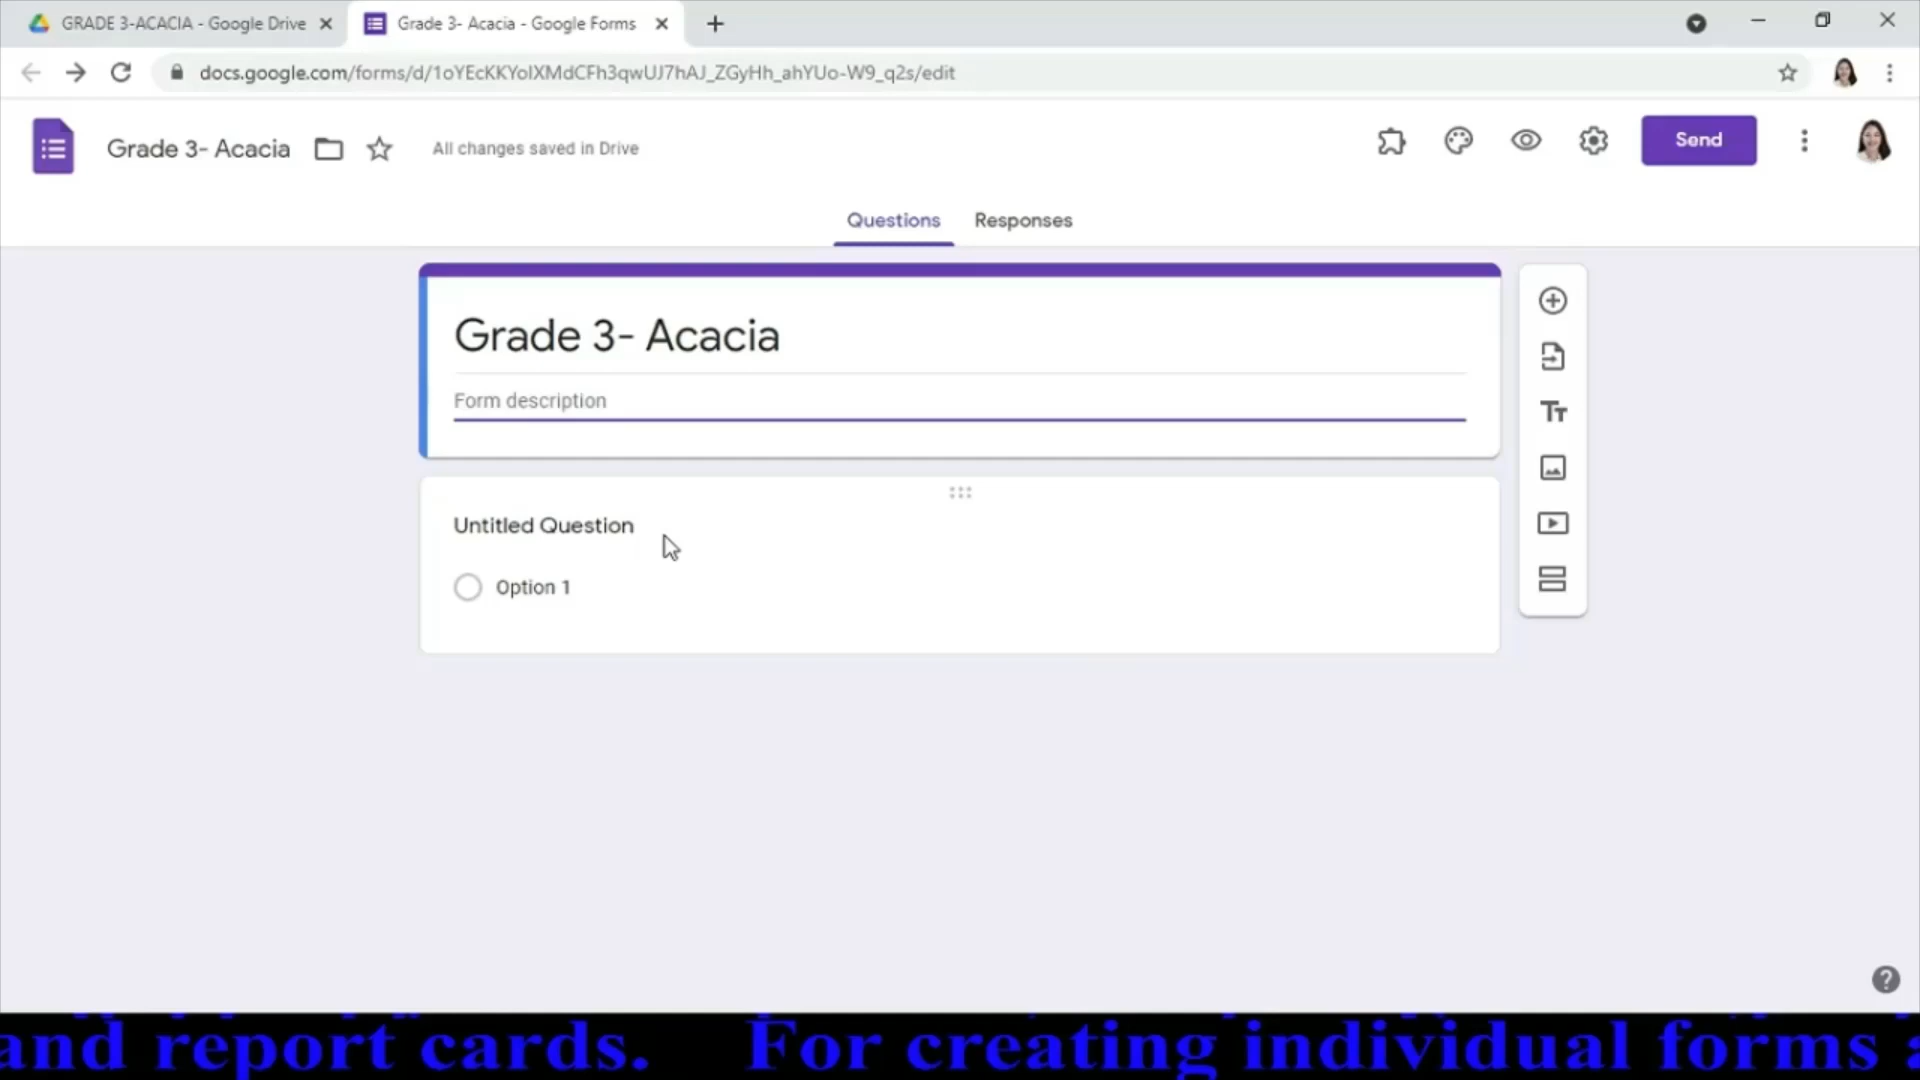 GRADE 3-ACACIA - Google Drive
Grade 3- Acacia - Google Forms
docs.google.com/forms/d/1oYEcKKYoIXMdCFh3qwUJ7hAJ_ZGyHh_ahYUo-W9_q2s/edit
Grade 3- Acacia
All changes saved in Drive
Send
Questions
Responses
Grade 3- Acacia
Form description
Untitled Question
Option 1
and report cards. For creating individual forms